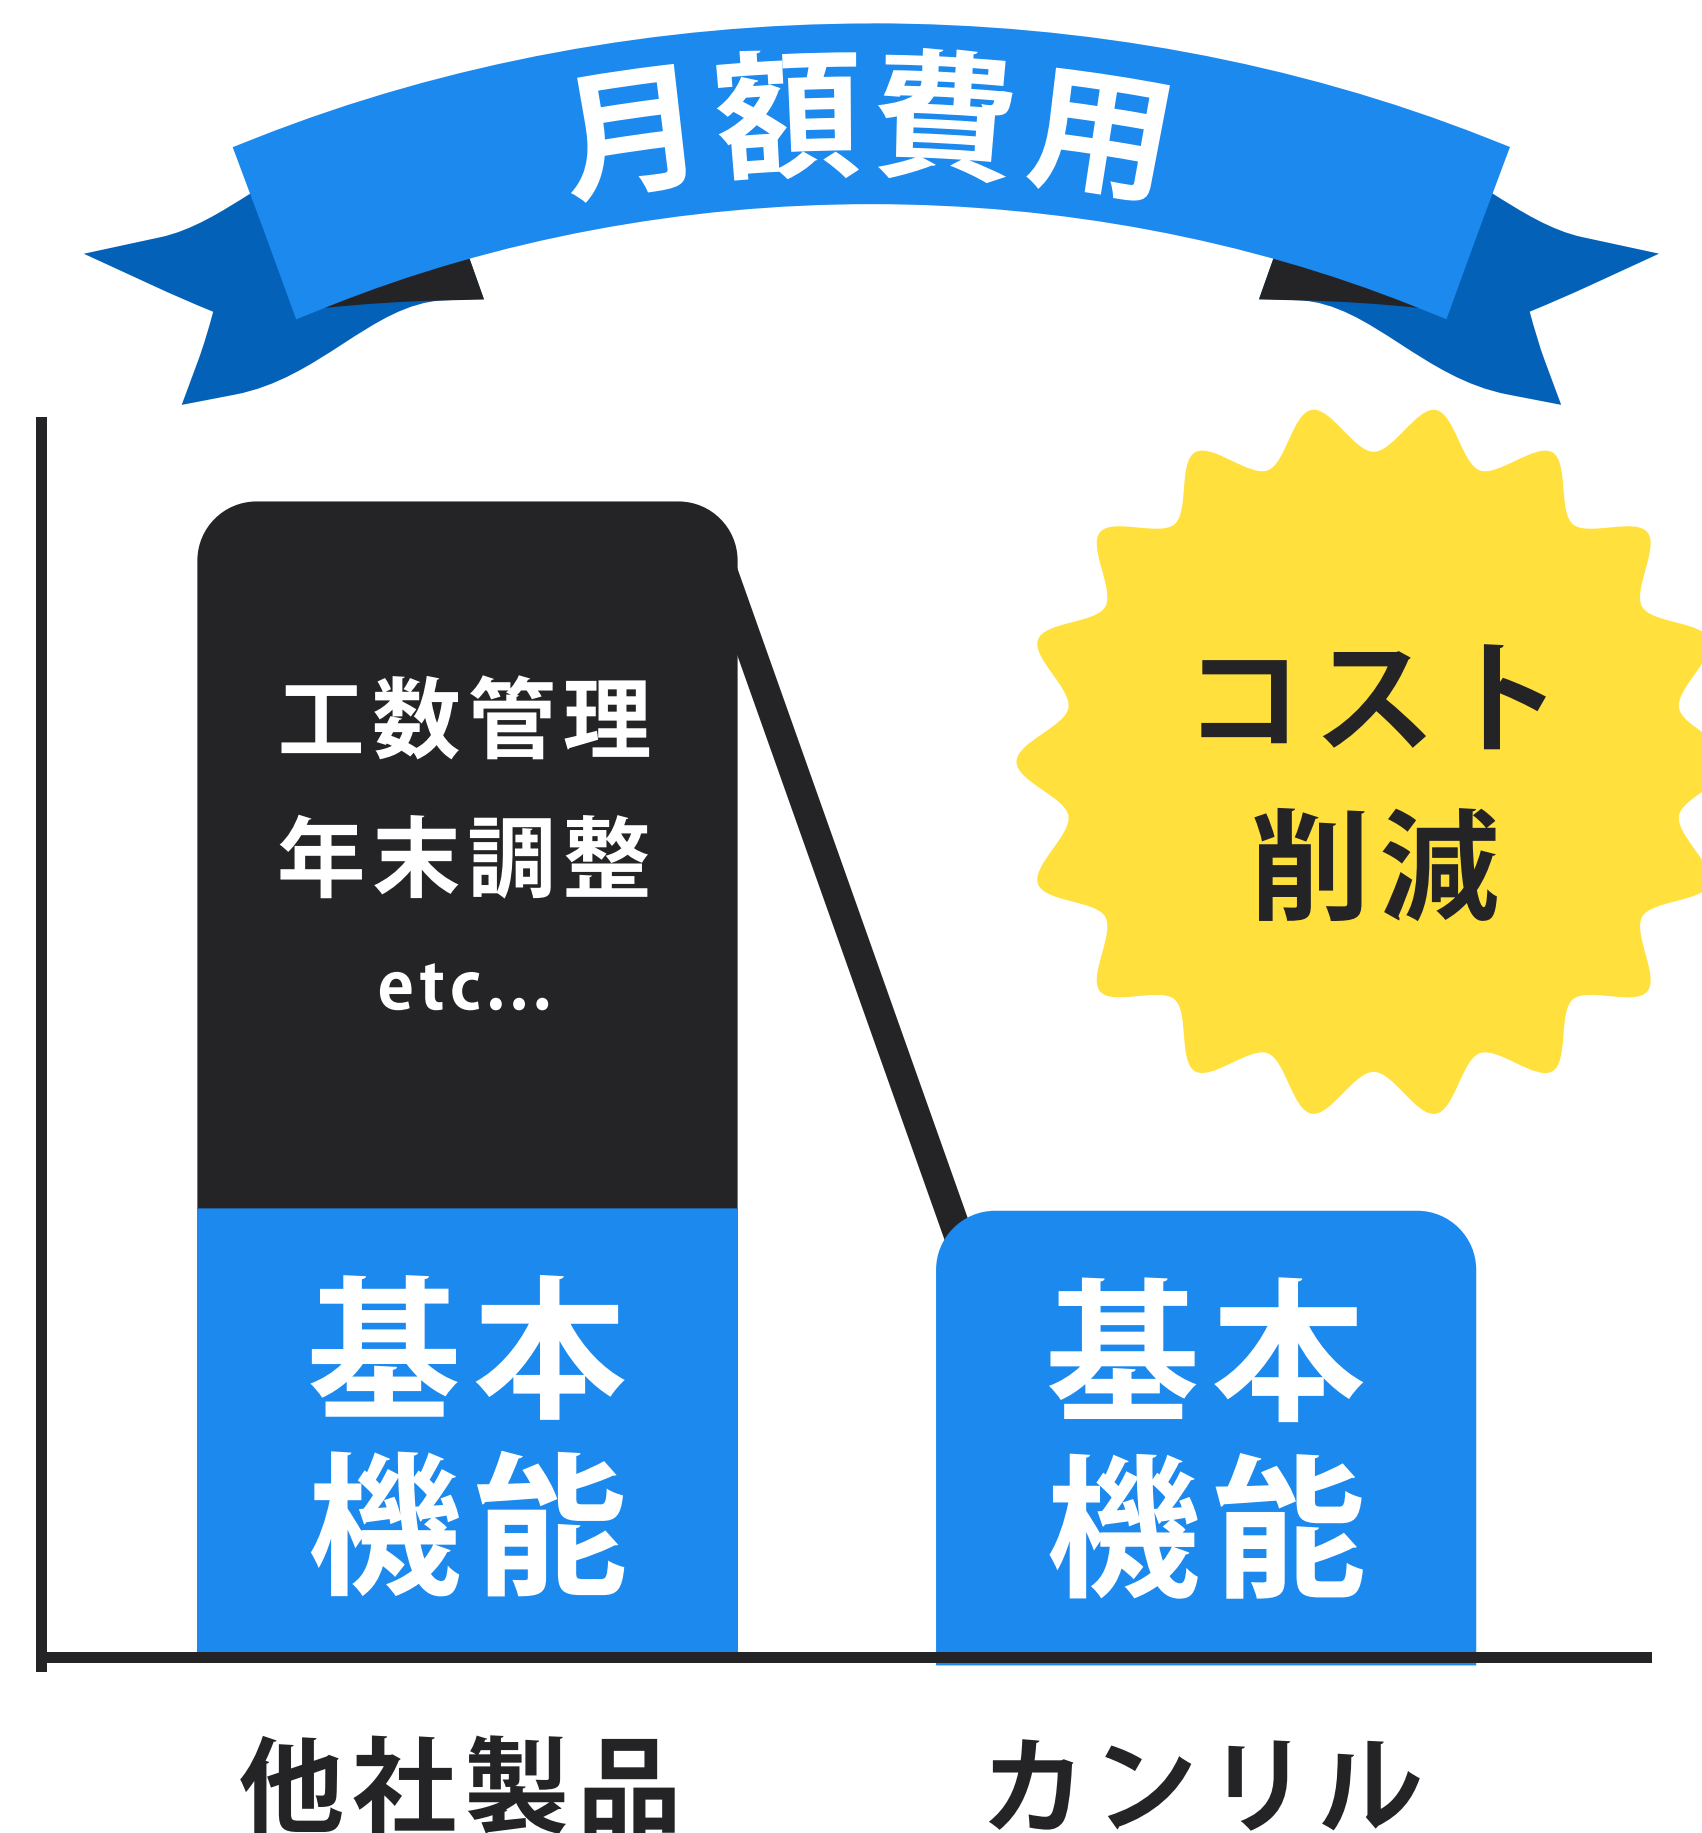 月額費用
工数管理
年末調整
etc...
コスト
削減
基本
機能
基本
機能
他社製品
カンリル